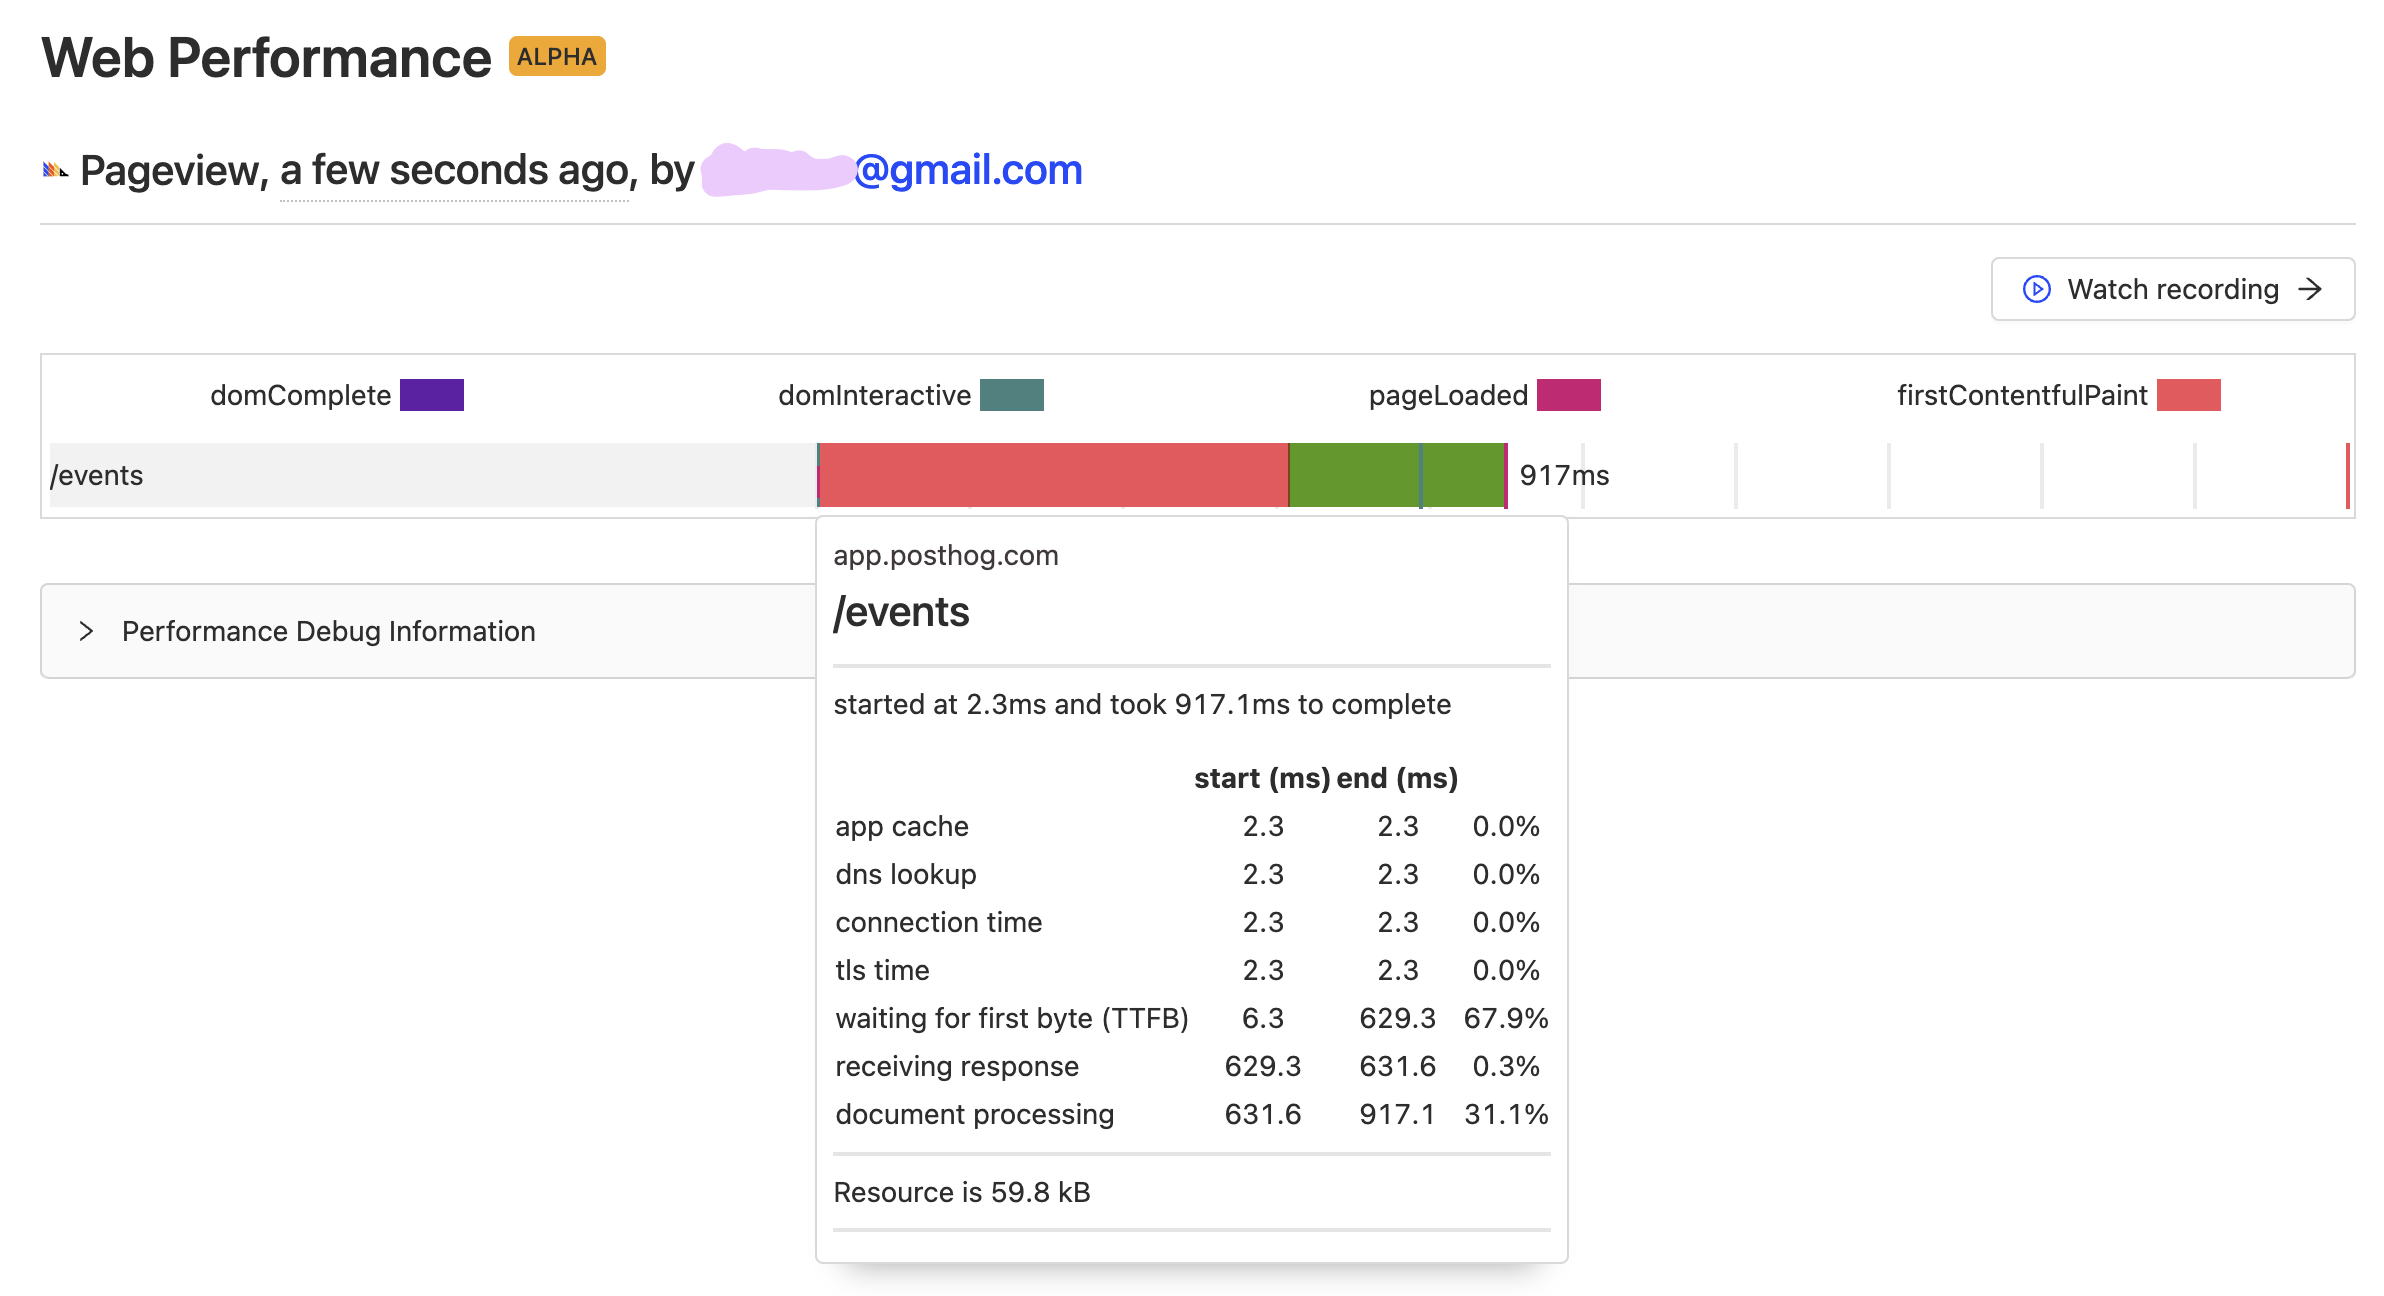 Web Performance ALPHA
Pageview, a few seconds ago, by @gmail.com
Watch recording
domComplete domInteractive pageLoaded firstContentfulPaint
/events 917ms
app.posthog.com
/events
Performance Debug Information
started at 2.3ms and took 917.1ms to complete
start (ms) end (ms)
app cache 2.3 2.3 0.0%
dns lookup 2.3 2.3 0.0%
connection time 2.3 2.3 0.0%
tls time 2.3 2.3 0.0%
waiting for first byte (TTFB) 6.3 629.3 67.9%
receiving response 629.3 631.6 0.3%
document processing 631.6 917.1 31.1%
Resource is 59.8 kB